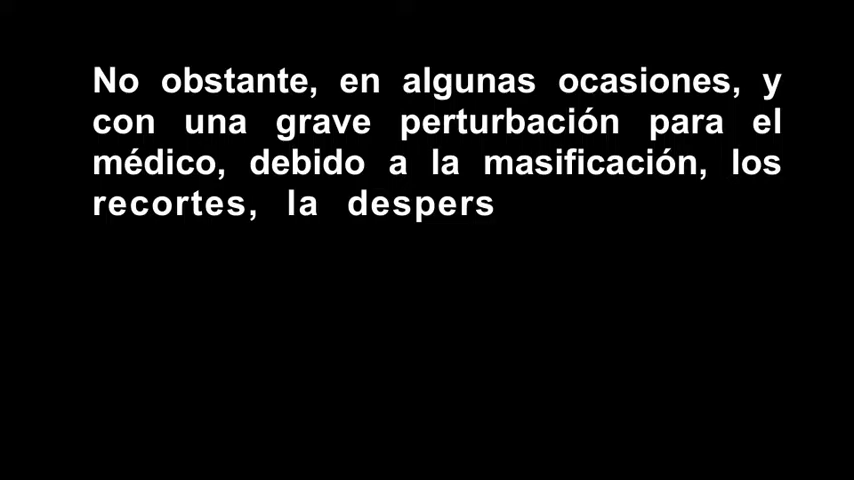 No obstante, en algunas ocasiones, y
con una grave perturbación para el
médico, debido a la masificación, los
recortes, la despers